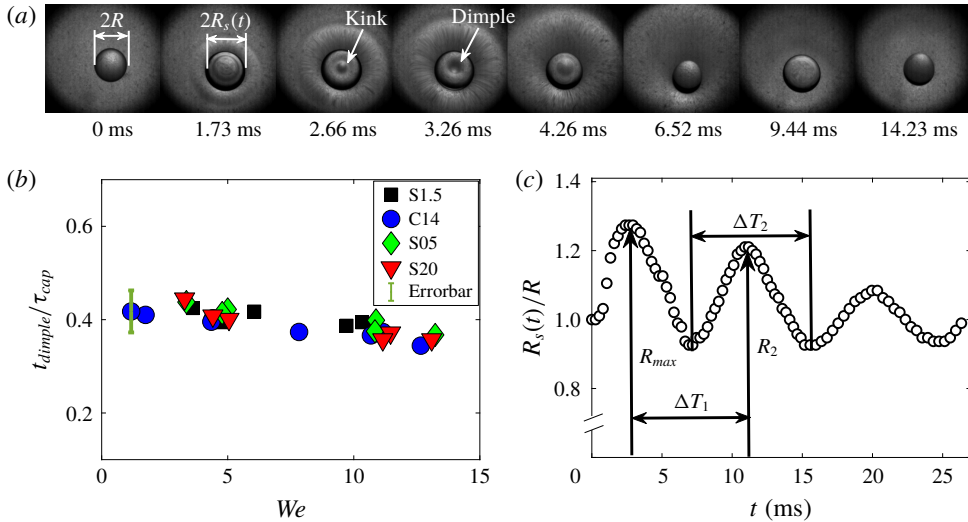 (a)
2R
2R_s(t)
Kink
Dimple
0 ms
1.73 ms
2.66 ms
3.26 ms
4.26 ms
6.52 ms
9.44 ms
14.23 ms
(b)
t_dimple/τ_cap
0.6
0.4
0.2
0
5
10
15
We
S1.5
C14
S05
S20
Errorbar
(c)
R_s(t)/R
1.4
1.2
1.0
0.8
0
5
10
15
20
25
t (ms)
ΔT_2
R_max
R_2
ΔT_1